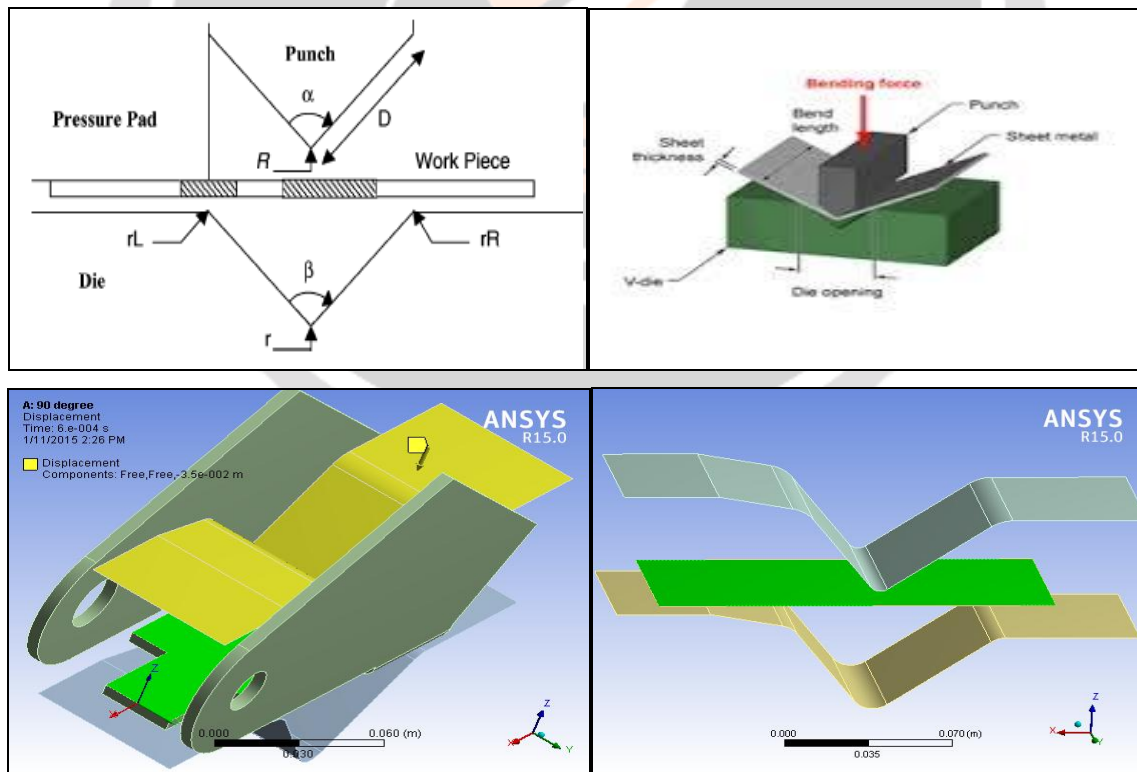 Punch
α
D
Pressure Pad
R
Work Piece
rL
rR
β
Die
r
Bending force
Punch
Bend
length
Sheet metal
Sheet
thickness
V-die
Die opening
A: 90 degree
Displacement
Time: 6.e-004 s
1/11/2015 2:26 PM
Displacement
Components: Free,Free,-3.5e-002 m
ANSYS
R15.0
Z
X
0.000
0.060 (m)
0.030
Z
X
Y
ANSYS
R15.0
0.000
0.070 (m)
0.035
Z
X
Y